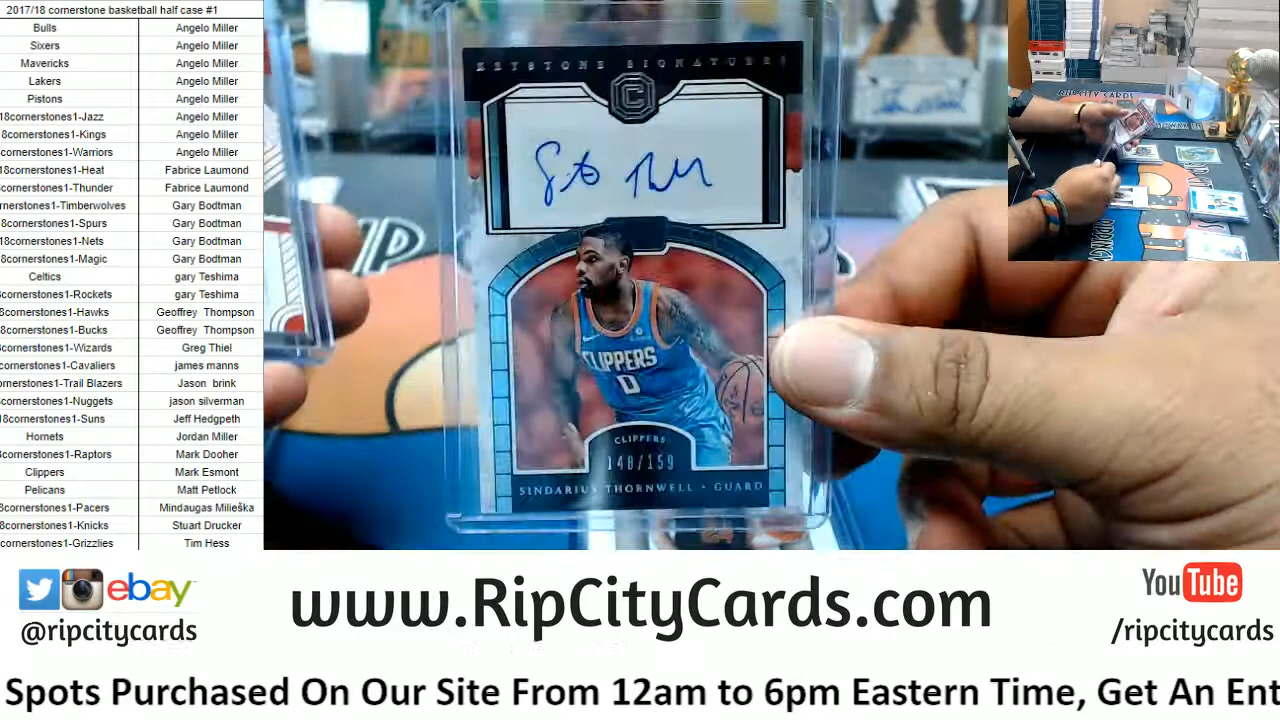 2017/18 cornerstone basketball half case #1
Bulls Angelo Miller
Sixers Angelo Miller
Mavericks Angelo Miller
Lakers Angelo Miller
Pistons Angelo Miller
18cornerstones1-Jazz Angelo Miller
8cornerstones1-Kings Angelo Miller
cornerstones1-Warriors Angelo Miller
18cornerstones1-Heat Fabrice Laumond
8cornerstones1-Thunder Fabrice Laumond
rnerstones1-Timberwolves Gary Bodtman
8cornerstones1-Spurs Gary Bodtman
18cornerstones1-Nets Gary Bodtman
8cornerstones1-Magic Gary Bodtman
Celtics gary Teshima
cornerstones1-Rockets gary Teshima
8cornerstones1-Hawks Geoffrey Thompson
8cornerstones1-Bucks Geoffrey Thompson
cornerstones1-Wizards Greg Thiel
cornerstones1-Cavaliers james manns
ornerstones1-Trail Blazers Jason brink
cornerstones1-Nuggets jason silverman
18cornerstones1-Suns Jeff Hedgpeth
Hornets Jordan Miller
8cornerstones1-Raptors Mark Dooher
Clippers Mark Esmont
Pelicans Matt Petlock
8cornerstones1-Pacers Mindaugas Milieška
8cornerstones1-Knicks Stuart Drucker
cornerstones1-Grizzlies Tim Hess
KEYSTONE SIGNATURES
C
CLIPPERS
0
CLIPPERS
148/159
SINDARIUS THORNWELL • GUARD
RIP CITY CARDS
ebay
@ripcitycards
www.RipCityCards.com
YouTube
/ripcitycards
Spots Purchased On Our Site From 12am to 6pm Eastern Time, Get An Ent